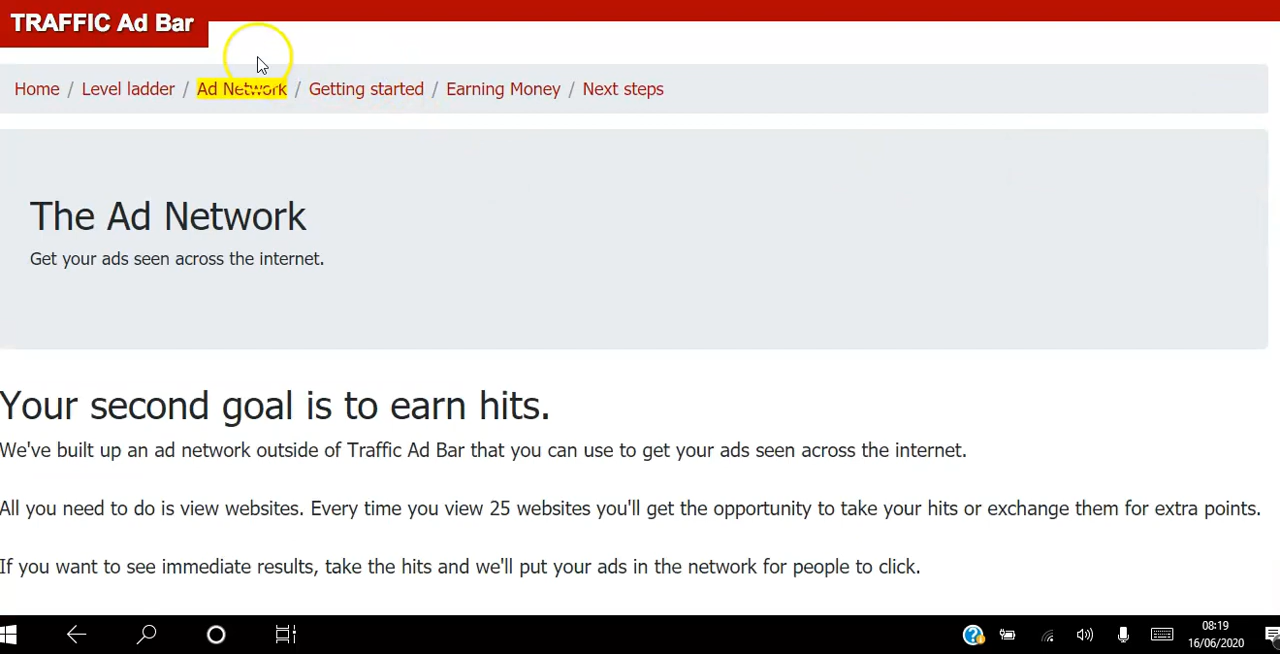 TRAFFIC Ad Bar
Home / Level ladder / Ad Network / Getting started / Earning Money / Next steps
The Ad Network
Get your ads seen across the internet.
Your second goal is to earn hits.
We've built up an ad network outside of Traffic Ad Bar that you can use to get your ads seen across the internet.
All you need to do is view websites. Every time you view 25 websites you'll get the opportunity to take your hits or exchange them for extra points.
If you want to see immediate results, take the hits and we'll put your ads in the network for people to click.
08:19
16/06/2020